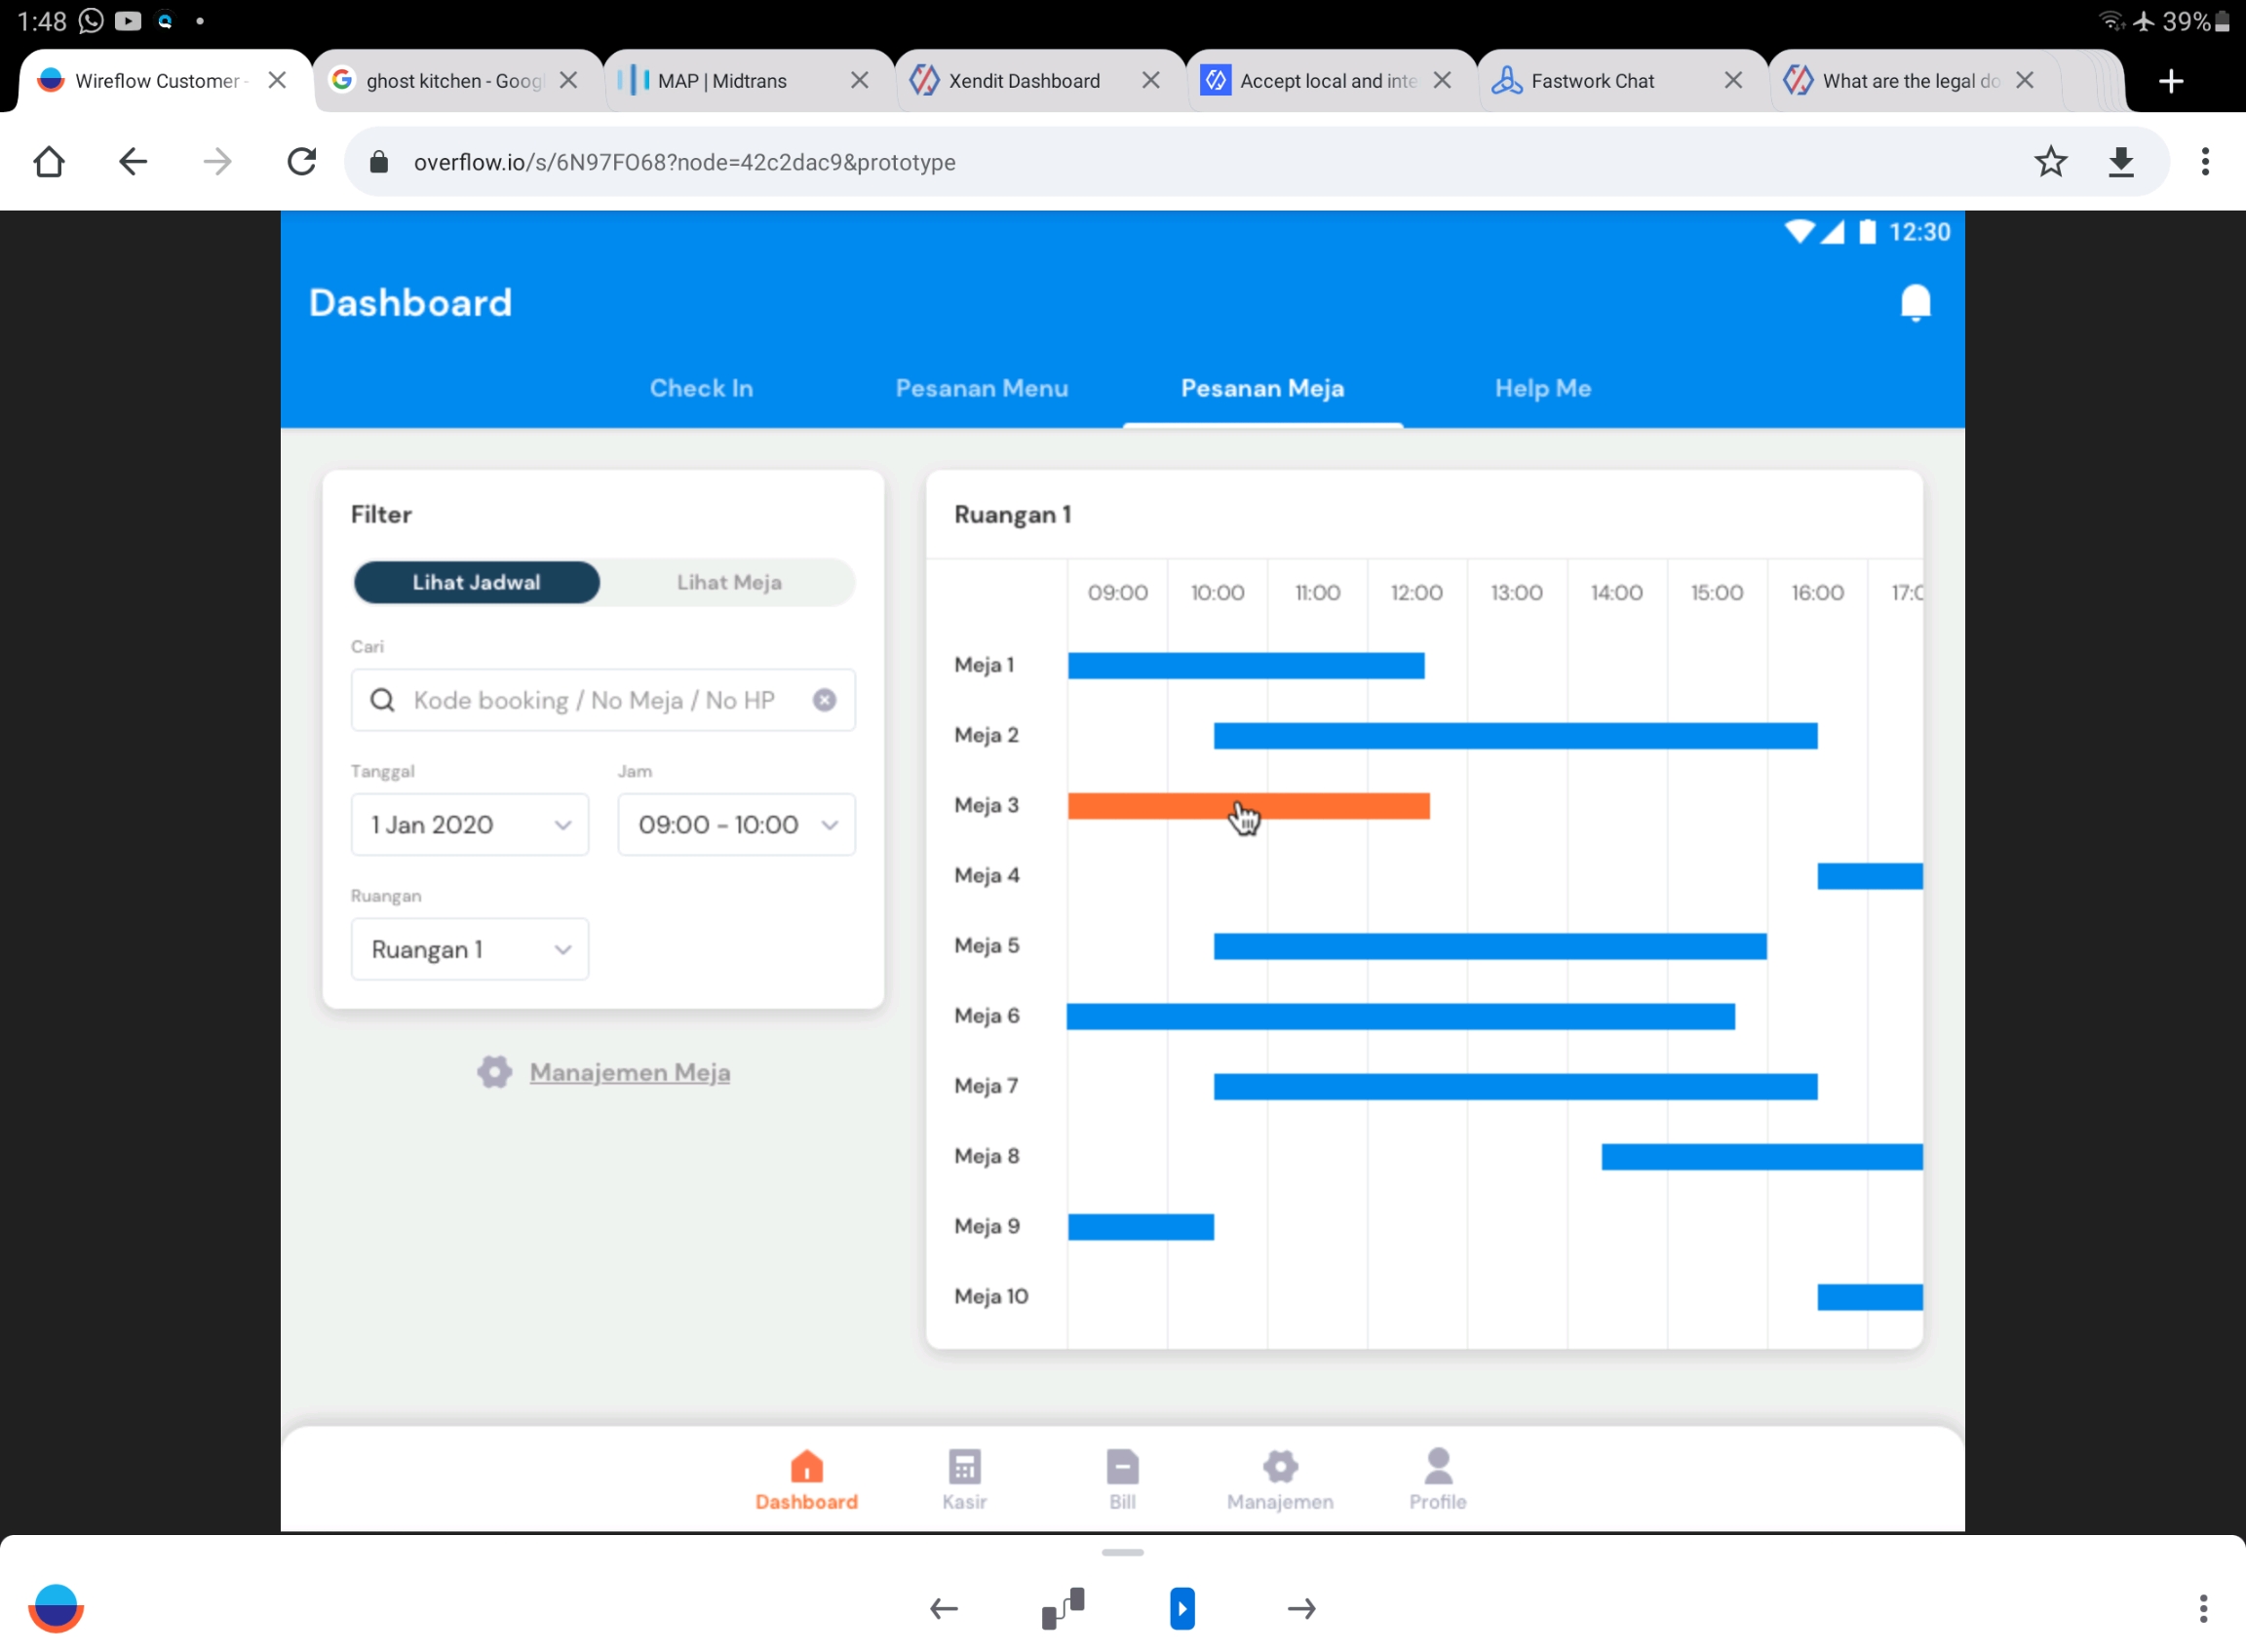 1:48
39%
Wireflow Customer -
ghost kitchen - Goog
MAP | Midtrans
Xendit Dashboard
Accept local and inte
Fastwork Chat
What are the legal do
overflow.io/s/6N97FO68?node=42c2dac9&prototype
12:30
Dashboard
Check In
Pesanan Menu
Pesanan Meja
Help Me
Filter
Lihat Jadwal
Lihat Meja
Cari
Kode booking / No Meja / No HP
Tanggal
Jam
1 Jan 2020
09:00 - 10:00
Ruangan
Ruangan 1
Manajemen Meja
Ruangan 1
09:00 10:00 11:00 12:00 13:00 14:00 15:00 16:00 17:0
Meja 1
Meja 2
Meja 3
Meja 4
Meja 5
Meja 6
Meja 7
Meja 8
Meja 9
Meja 10
Dashboard
Kasir
Bill
Manajemen
Profile